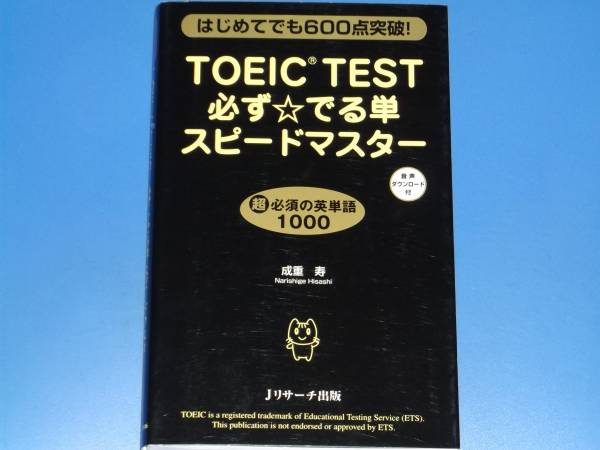 はじめてでも600点突破!
TOEIC® TEST
必ず☆でる単
スピードマスター
音声
ダウンロード
付
超必須の英単語
1000
成重 寿
Narishige Hisashi
Jリサーチ出版
TOEIC is a registered trademark of Educational Testing Service (ETS).
This publication is not endorsed or approved by ETS.